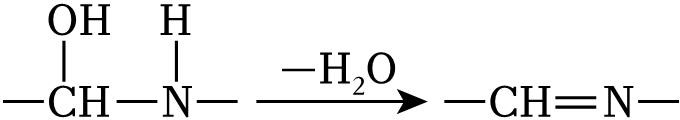 OH H
—CH—N— —H₂O —CH=N—